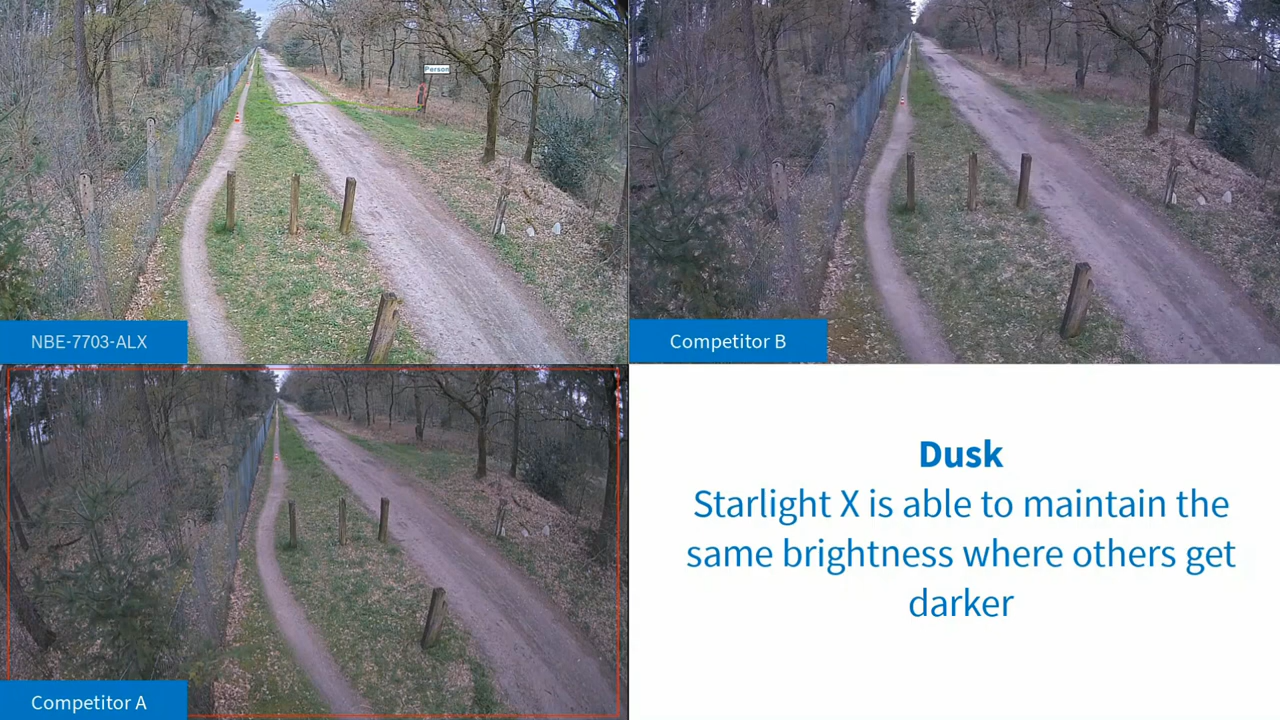 Person
NBE-7703-ALX
Competitor B
Competitor A
Dusk
Starlight X is able to maintain the
same brightness where others get
darker